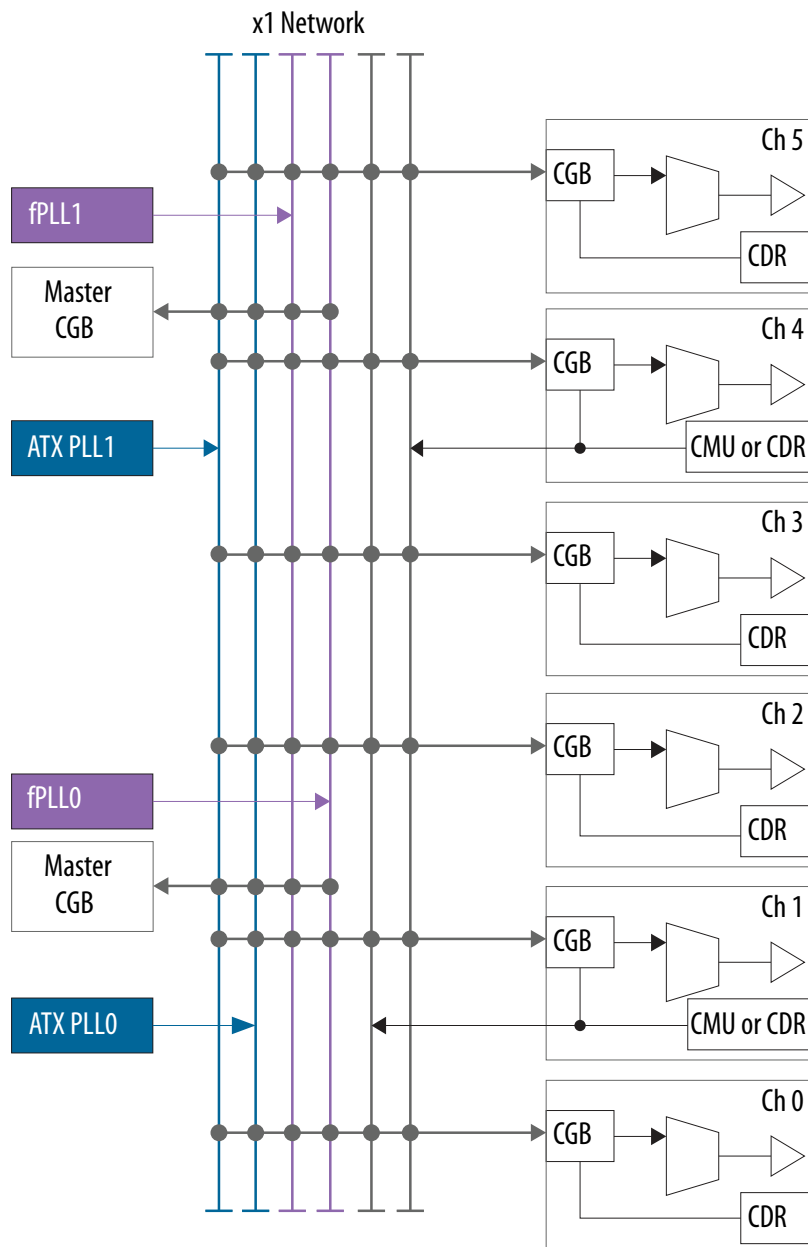 x1 Network
Ch 5
CGB
fPLL1
CDR
Master
CGB
Ch 4
CGB
ATX PLL1
CMU or CDR
Ch 3
CGB
CDR
Ch 2
CGB
fPLL0
CDR
Master
CGB
Ch 1
CGB
ATX PLL0
CMU or CDR
Ch 0
CGB
CDR